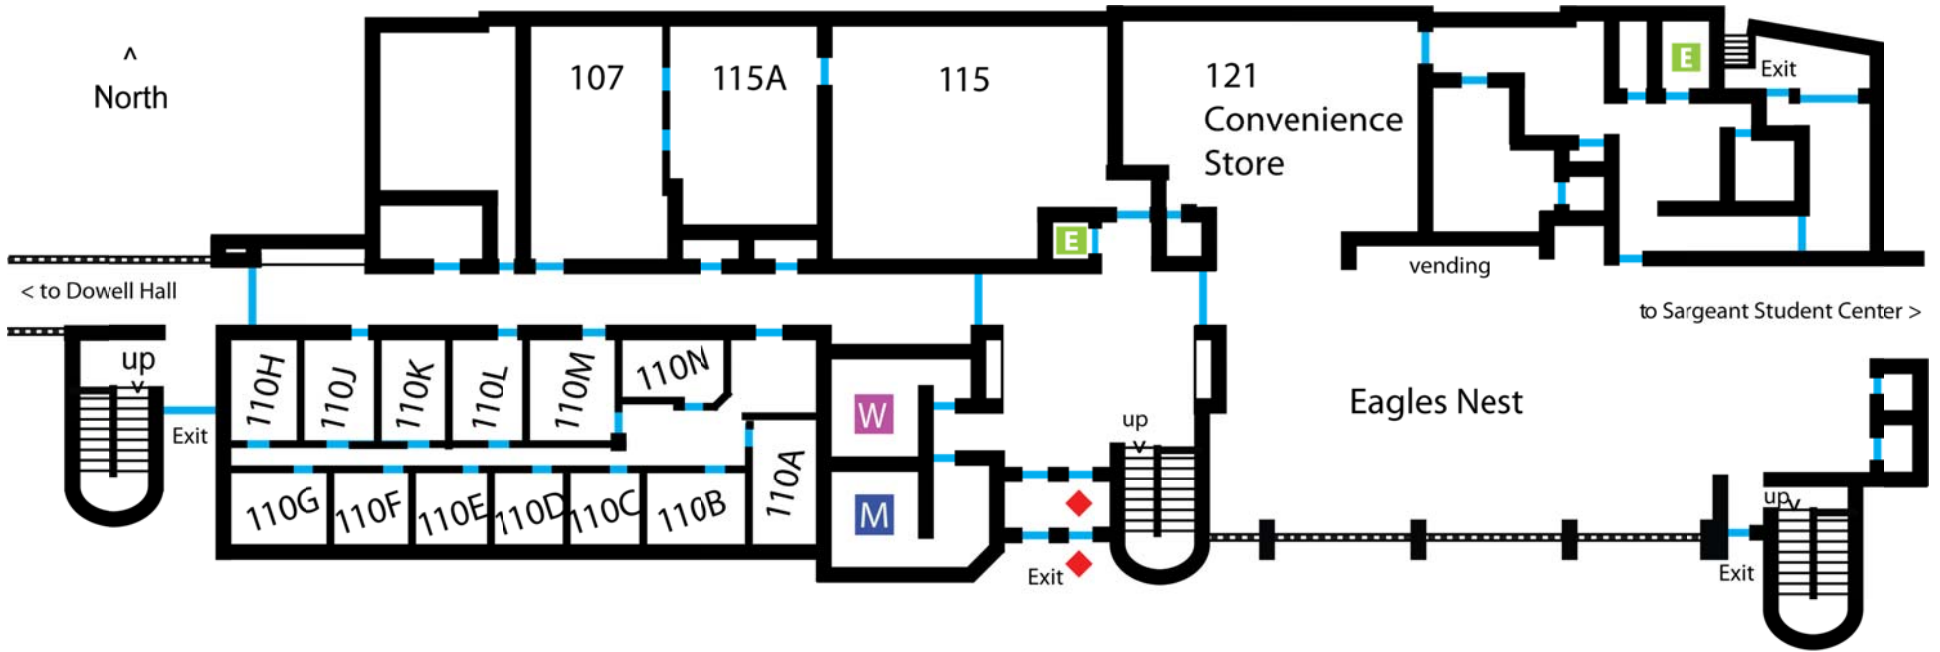 ^
North
107
115A
115
121
Convenience
Store
E
Exit
E
vending
< to Dowell Hall
to Sargeant Student Center >
up
^
Exit
110H
110J
110K
110L
110M
110N
W
M
110A
110G
110F
110E
110D
110C
110B
up
^
Eagles Nest
Exit
up
^
Exit